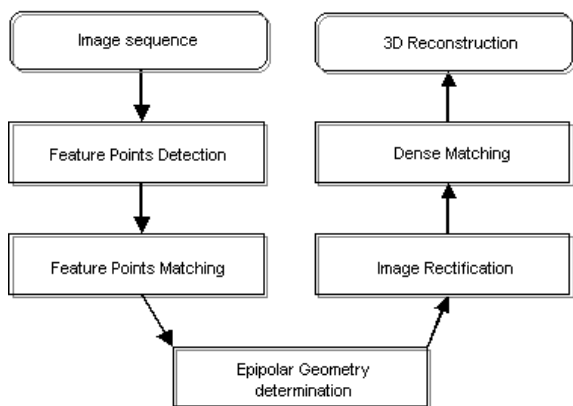 Image sequence
Feature Points Detection
Feature Points Matching
Epipolar Geometry
determination
Image Rectification
Dense Matching
3D Reconstruction